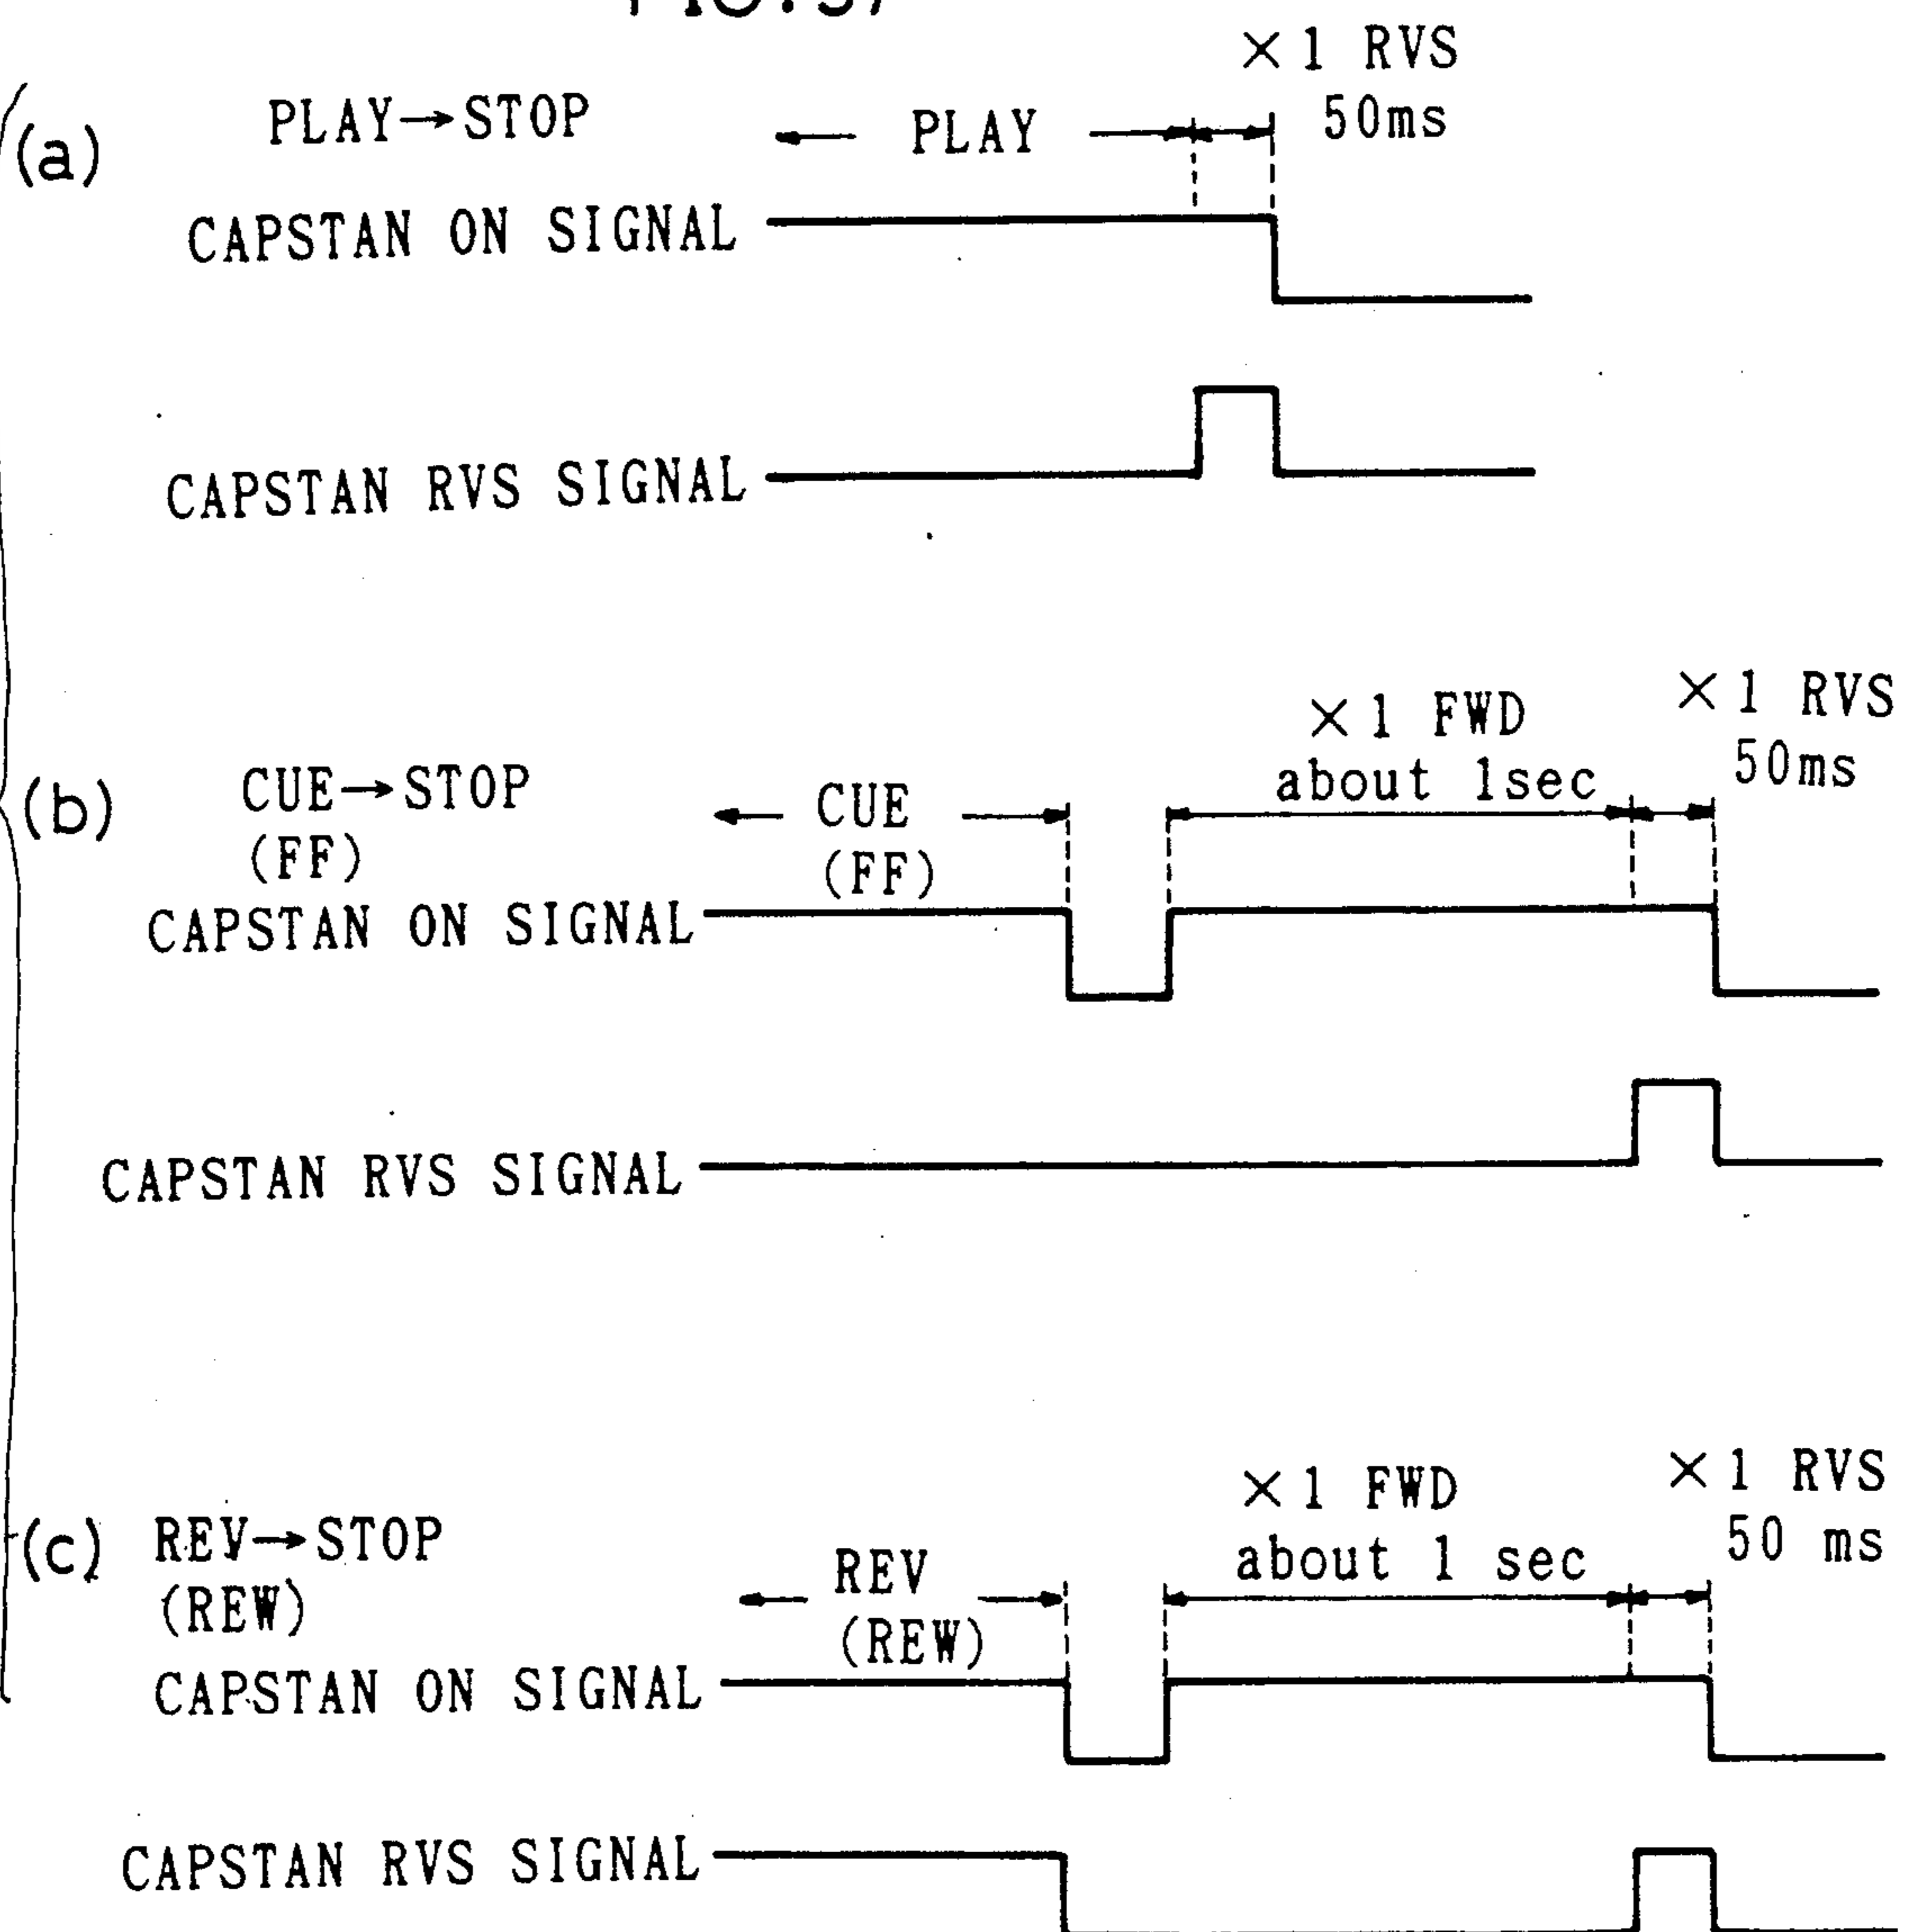 (a)
PLAY→STOP
PLAY
×1 RVS
50ms
CAPSTAN ON SIGNAL
CAPSTAN RVS SIGNAL
(b)
CUE→STOP
(FF)
CUE
(FF)
×1 FWD
about 1sec
×1 RVS
50ms
CAPSTAN ON SIGNAL
CAPSTAN RVS SIGNAL
(c)
REV→STOP
(REW)
REV
(REW)
×1 FWD
about 1 sec
×1 RVS
50 ms
CAPSTAN ON SIGNAL
CAPSTAN RVS SIGNAL